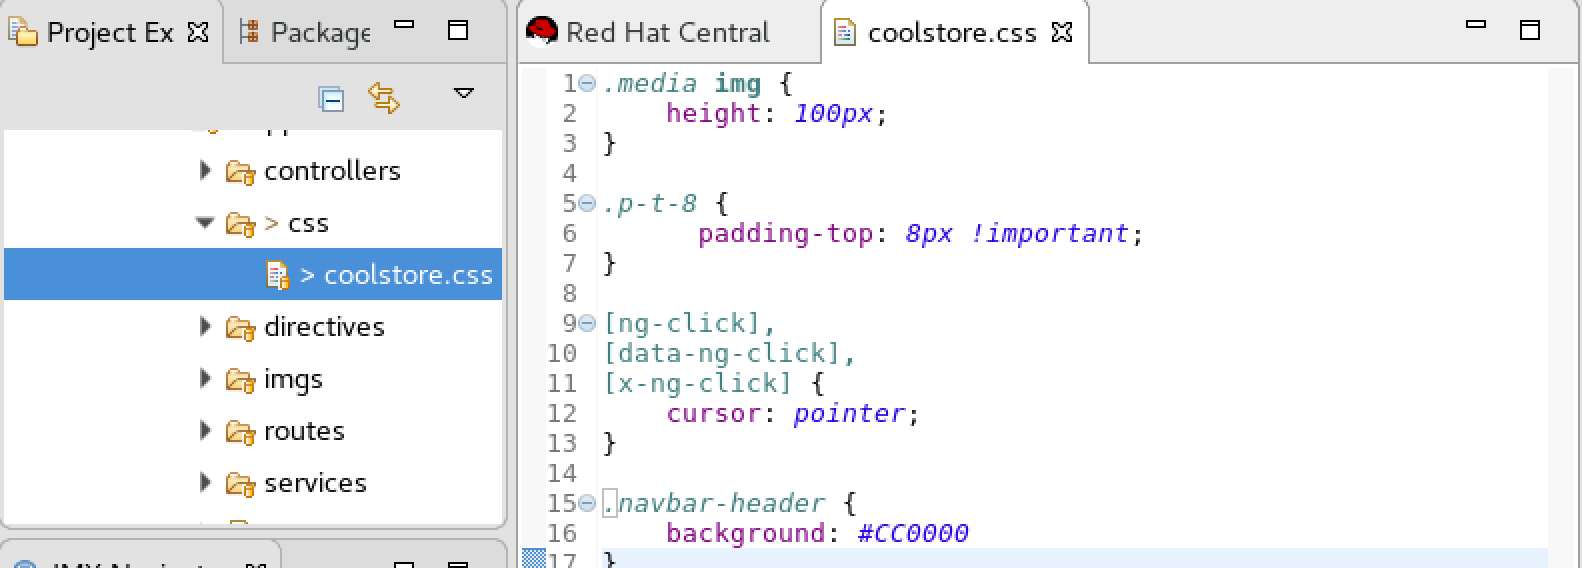 Project Ex
Package
controllers
> css
> coolstore.css
directives
imgs
routes
services
Red Hat Central
coolstore.css
1 .media img {
2 height: 100px;
3 }
4
5 .p-t-8 {
6 padding-top: 8px !important;
7 }
8
9 [ng-click],
10 [data-ng-click],
11 [x-ng-click] {
12 cursor: pointer;
13 }
14
15 .navbar-header {
16 background: #CC0000
17 }